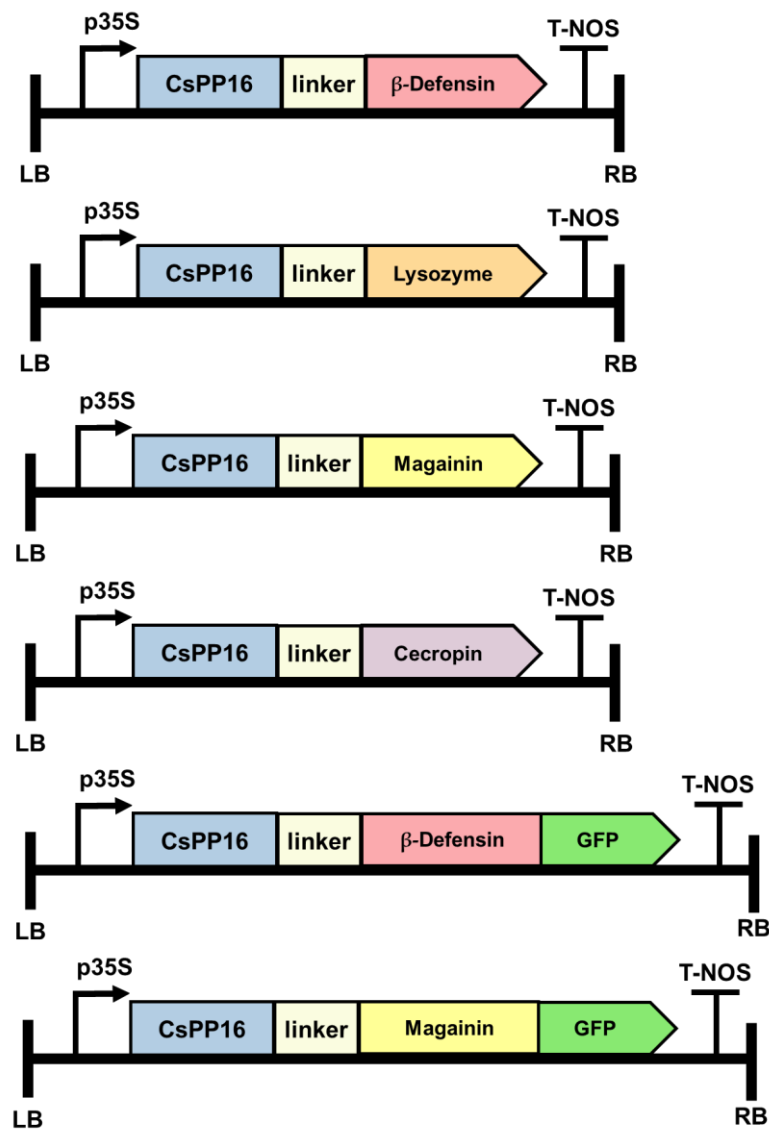 p35S T-NOS
CsPP16 linker β-Defensin
LB RB
p35S T-NOS
CsPP16 linker Lysozyme
LB RB
p35S T-NOS
CsPP16 linker Magainin
LB RB
p35S T-NOS
CsPP16 linker Cecropin
LB RB
p35S T-NOS
CsPP16 linker β-Defensin GFP
LB RB
p35S T-NOS
CsPP16 linker Magainin GFP
LB RB